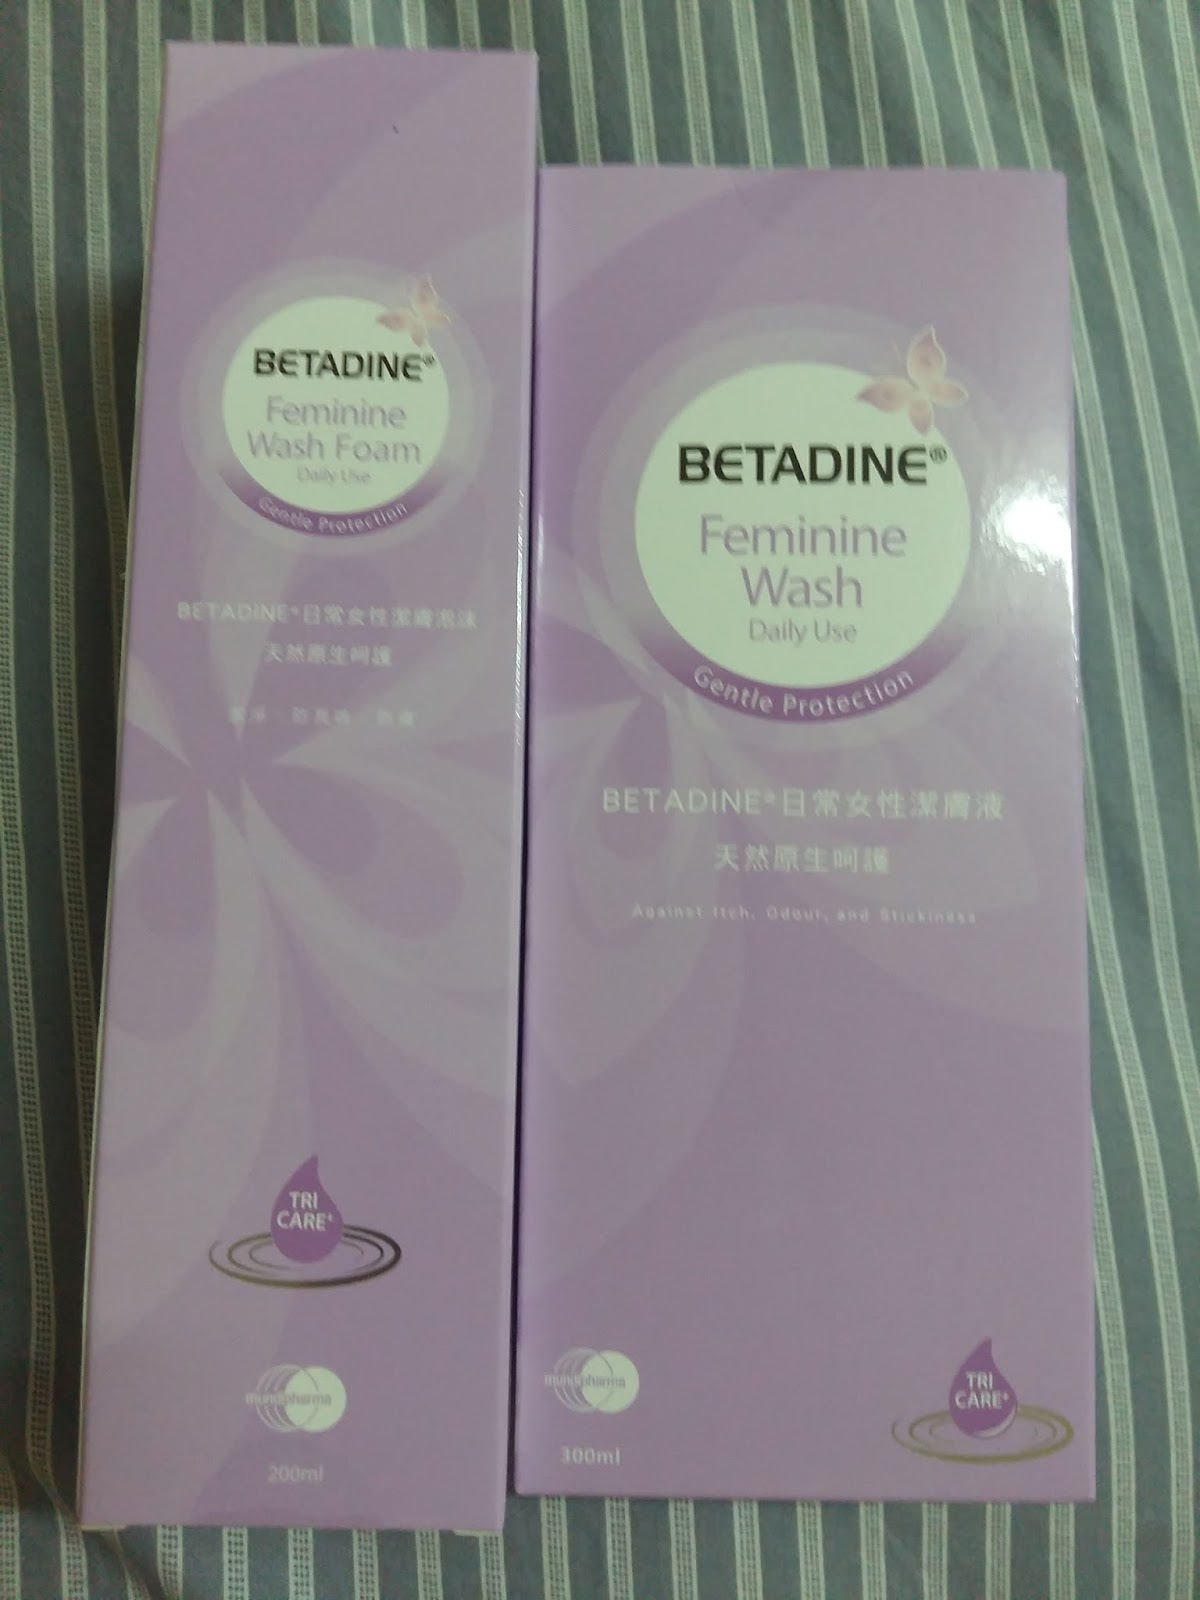 BETADINE®
Feminine
Wash Foam
Daily Use
Gentle Protection
BETADINE®日常女性潔膚泡沫
天然原生呵護
TRI
CARE+
mundipharma
200ml
BETADINE®
Feminine
Wash
Daily Use
Gentle Protection
BETADINE®日常女性潔膚液
天然原生呵護
Against Itch, Odour, and Stickiness
mundipharma
300ml
TRI
CARE+